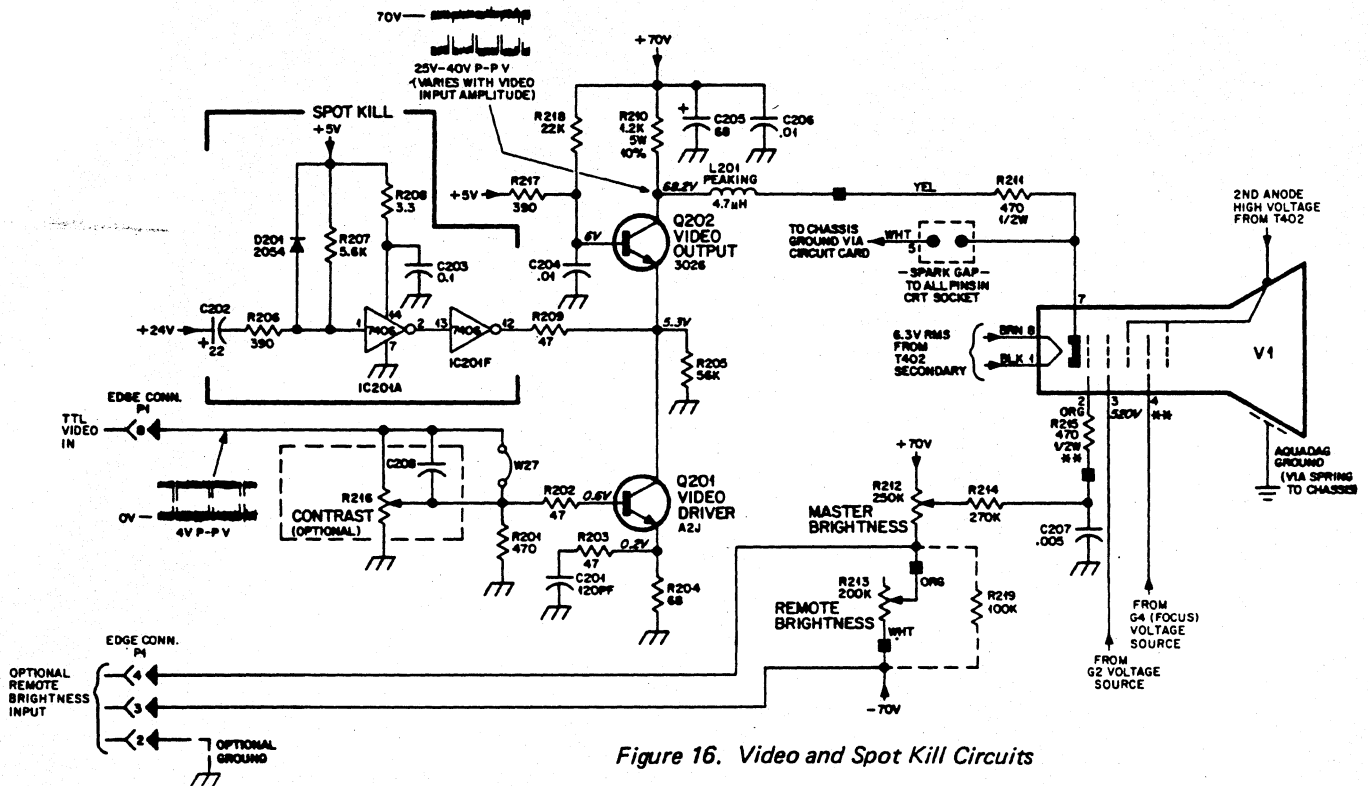 70V
25V-40V P-P V
(VARIES WITH VIDEO
INPUT AMPLITUDE)
+70V
SPOT KILL
+5V
R218
22K
R210
1.2K
5W
10%
C205
68
C206
.01
+
L201
PEAKING
4.7µH
68.2V
YEL
R211
470
1/2W
2ND ANODE
HIGH VOLTAGE
FROM T402
R208
3.3
+5V
R217
390
D201
2054
R207
5.6K
6V
Q202
VIDEO
OUTPUT
3026
TO CHASSIS
GROUND VIA
CIRCUIT CARD
WHT
5
-SPARK GAP-
TO ALL PINS IN
CRT SOCKET
C203
0.1
C204
.01
7
C202
+24V
+
22
R206
390
1
7406
14
2
7
IC201A
13
7406
12
IC201F
R209
47
5.3V
R205
56K
6.3V RMS
FROM
T402
SECONDARY
BRN 8
BLK 1
V1
2
3
4
520V
**
ORG
R215
470
1/2W
**
AQUADAG
GROUND
(VIA SPRING
TO CHASSIS)
EDGE CONN.
P1
TTL
VIDEO
IN
8
C208
W27
R216
CONTRAST
(OPTIONAL)
0V
4V P-P V
R202
47
0.6V
Q201
VIDEO
DRIVER
A2J
R201
470
R203
47
0.2V
C201
120PF
R204
68
+70V
R212
250K
MASTER
BRIGHTNESS
R214
270K
C207
.005
ORG
R213
200K
REMOTE
BRIGHTNESS
WHT
R219
100K
-70V
FROM
G4 (FOCUS)
VOLTAGE
SOURCE
FROM
G2 VOLTAGE
SOURCE
EDGE CONN.
P1
OPTIONAL
REMOTE
BRIGHTNESS
INPUT
4
3
2
OPTIONAL
GROUND
Figure 16. Video and Spot Kill Circuits